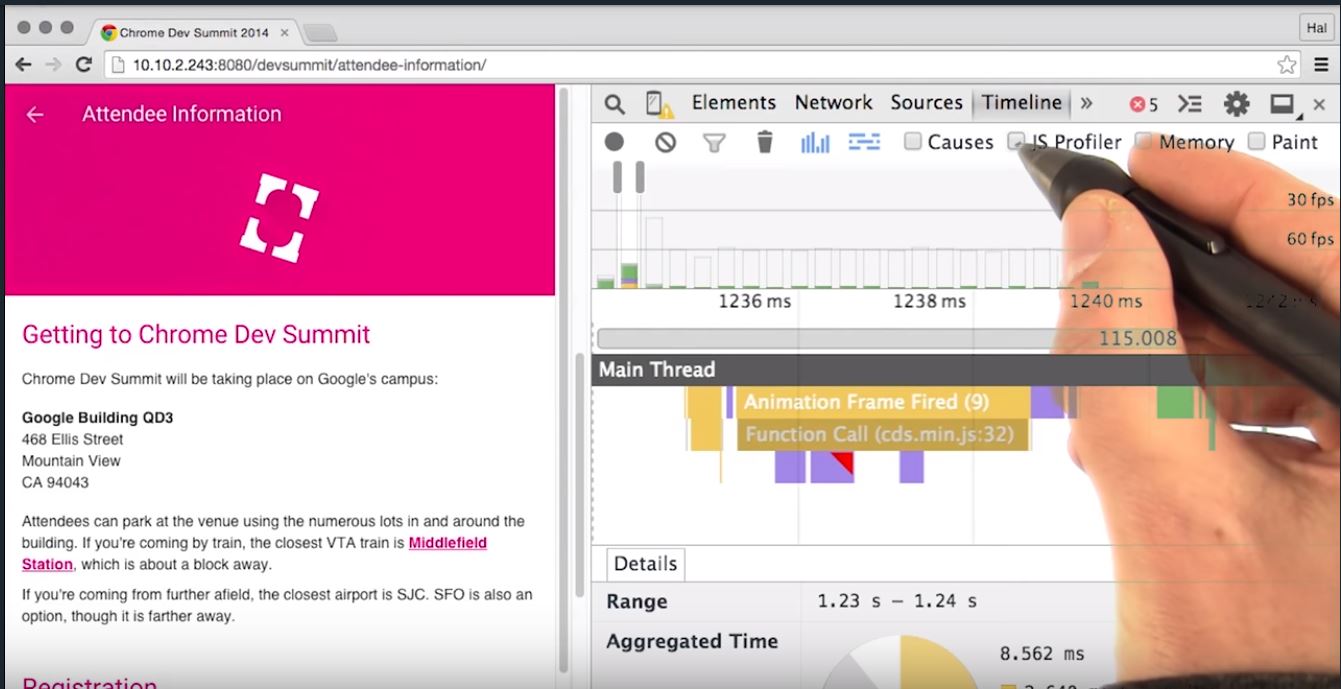 Chrome Dev Summit 2014
Hal
10.10.2.243:8080/devsummit/attendee-information/
Attendee Information
Getting to Chrome Dev Summit
Chrome Dev Summit will be taking place on Google's campus:
Google Building QD3
468 Ellis Street
Mountain View
CA 94043
Attendees can park at the venue using the numerous lots in and around the
building. If you're coming by train, the closest VTA train is Middlefield
Station, which is about a block away.
If you're coming from further afield, the closest airport is SJC. SFO is also an
option, though it is farther away.
Registration
Elements Network Sources Timeline » 5
Causes JS Profiler Memory Paint
30 fps
60 fps
1236 ms 1238 ms 1240 ms 1242 ms
115.008
Main Thread
Animation Frame Fired (9)
Function Call (cds.min.js:32)
Details
Range 1.23 s – 1.24 s
Aggregated Time
8.562 ms